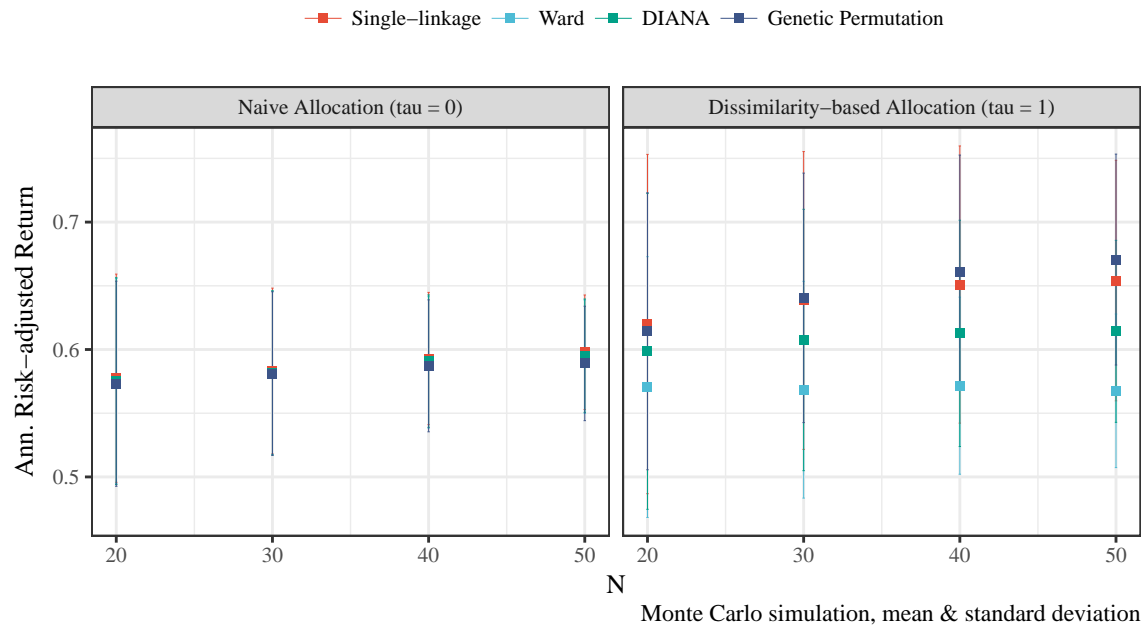 Single−linkage Ward DIANA Genetic Permutation
Naive Allocation (tau = 0) Dissimilarity−based Allocation (tau = 1)
Ann. Risk−adjusted Return
0.7
0.6
0.5
20 30 40 50 20 30 40 50
N
Monte Carlo simulation, mean & standard deviation